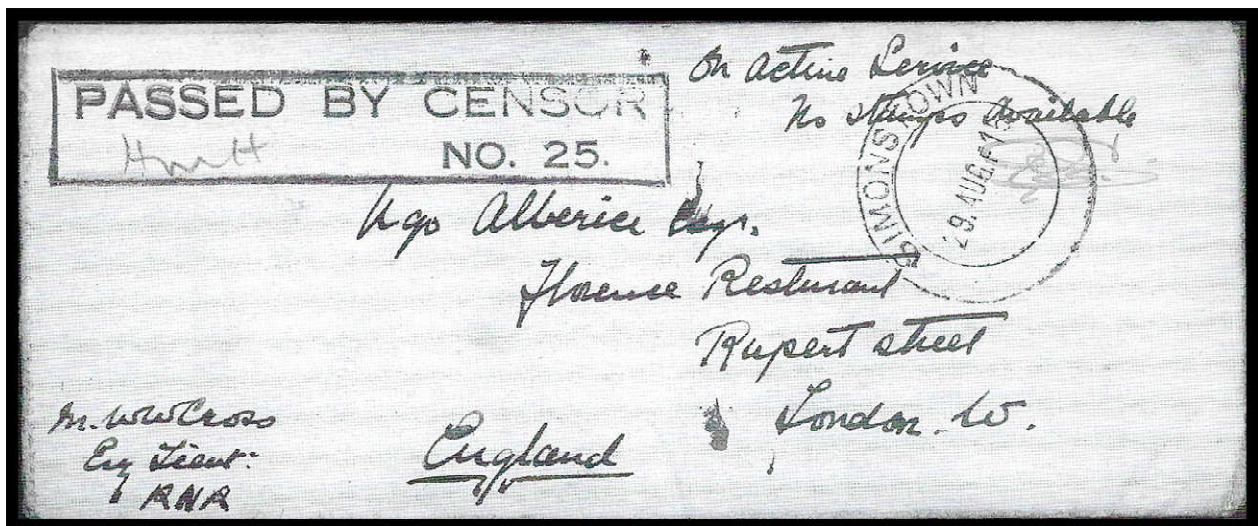 PASSED BY CENSOR
NO. 25.
On Active Service
No stamps available
SIMONSTOWN
29. AUG
Ugo Alberici Esqr.
Florence Restaurant
Rupert street
London. W.
England
M. W W Cross
Eng Lieut:
RNR